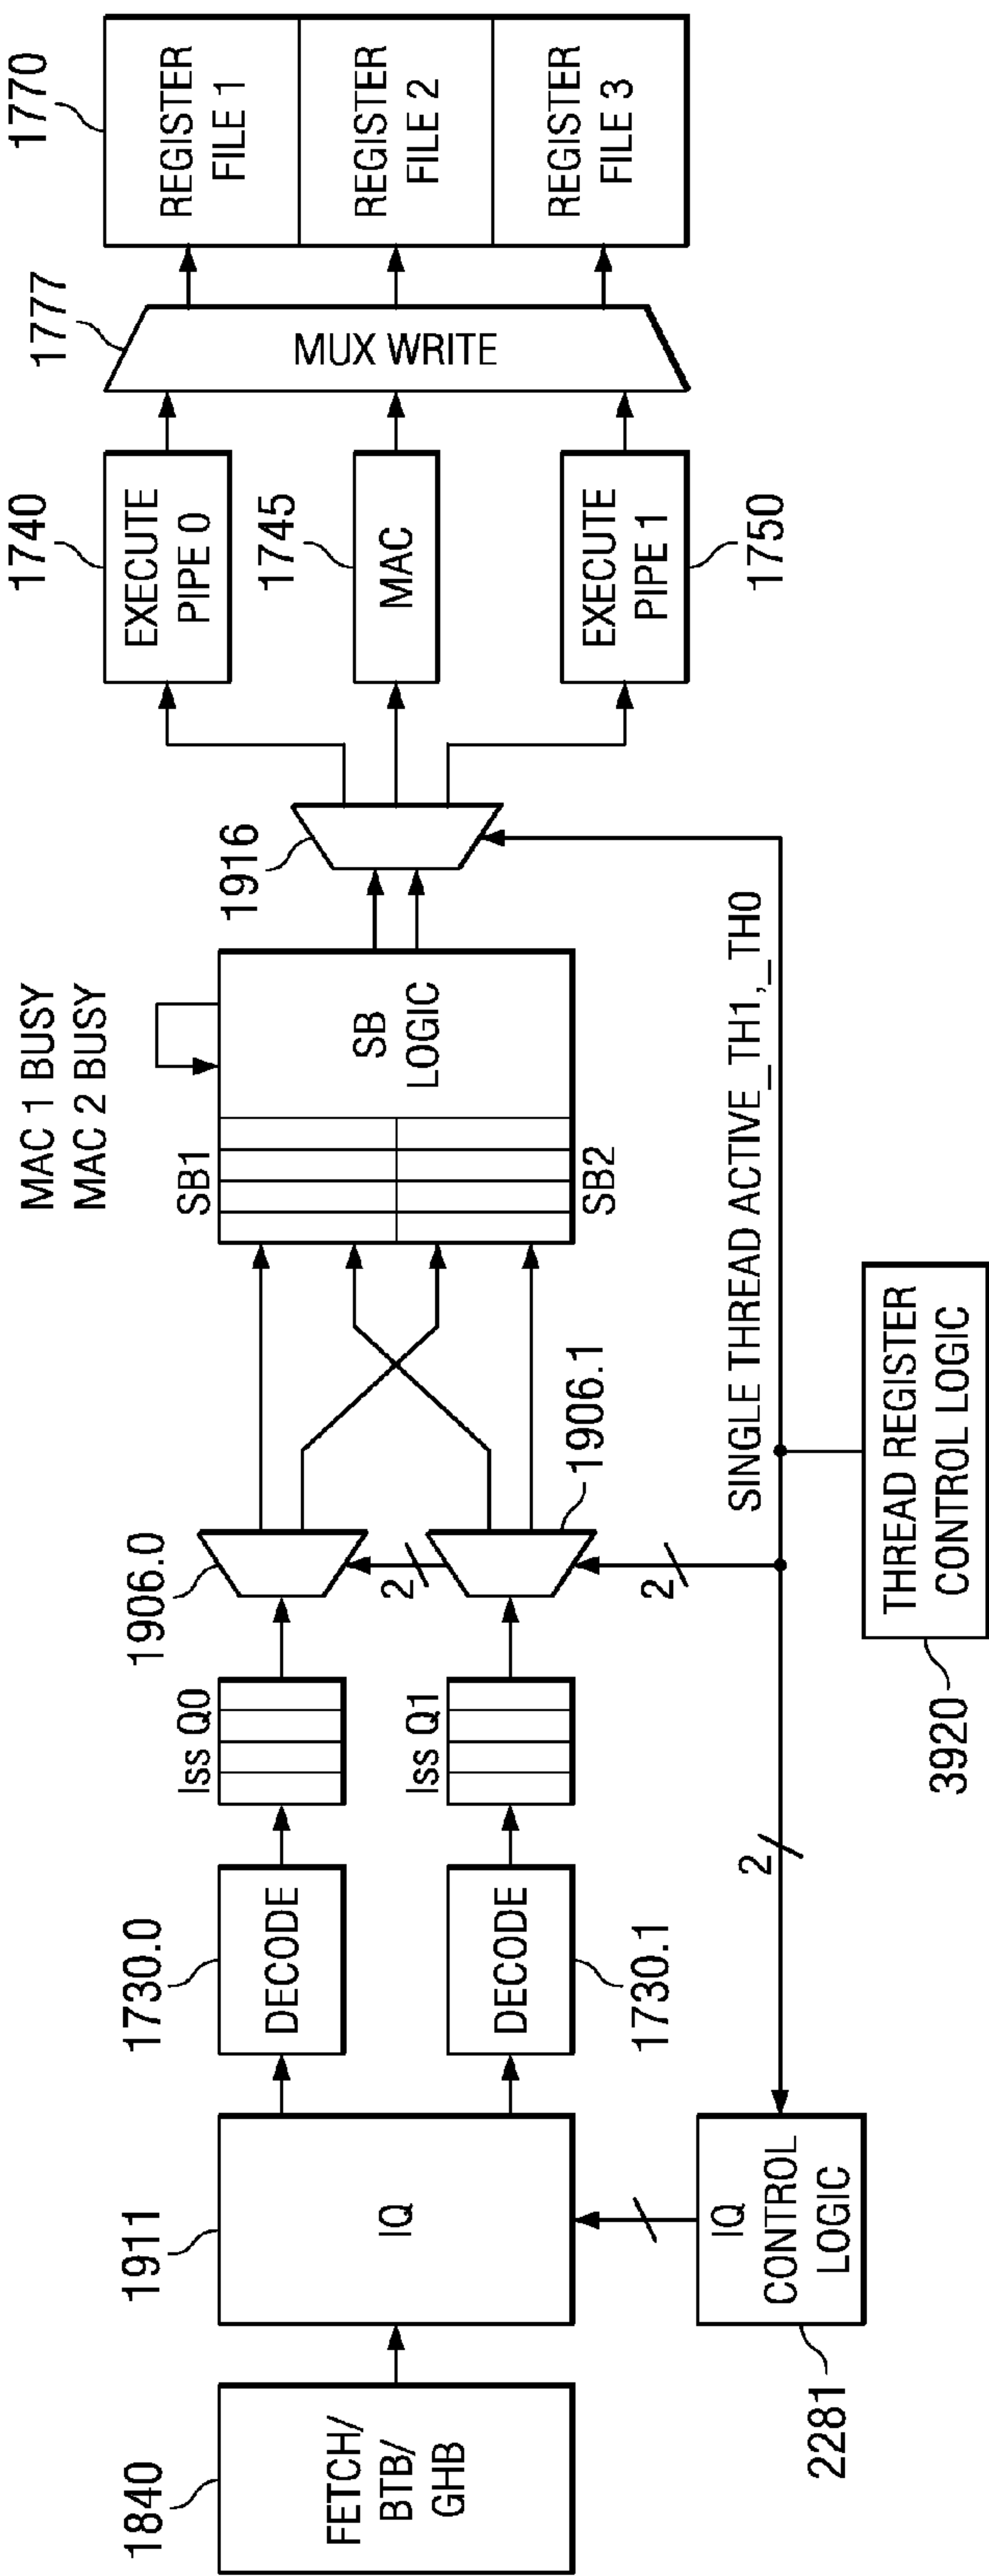 1840
FETCH/
BTB/
GHB
1911
IQ
2281
IQ
CONTROL
LOGIC
1730.0
DECODE
1730.1
DECODE
Iss Q0
Iss Q1
1906.0
1906.1
2
2
2
SB1
SB2
SB
LOGIC
MAC 1 BUSY
MAC 2 BUSY
SINGLE THREAD ACTIVE_TH1,_TH0
3920
THREAD REGISTER
CONTROL LOGIC
1916
1740
EXECUTE
PIPE 0
1745
MAC
1750
EXECUTE
PIPE 1
1777
MUX WRITE
1770
REGISTER
FILE 1
REGISTER
FILE 2
REGISTER
FILE 3